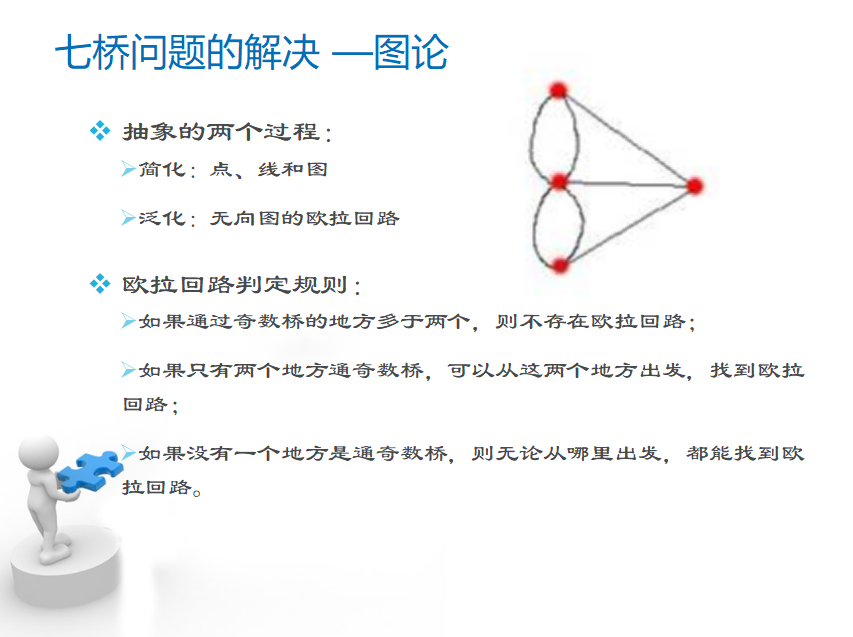 七桥问题的解决 —图论
抽象的两个过程：
简化：点、线和图
泛化：无向图的欧拉回路
欧拉回路判定规则：
如果通过奇数桥的地方多于两个，则不存在欧拉回路；
如果只有两个地方通奇数桥，可以从这两个地方出发，找到欧拉
回路；
如果没有一个地方是通奇数桥，则无论从哪里出发，都能找到欧
拉回路。